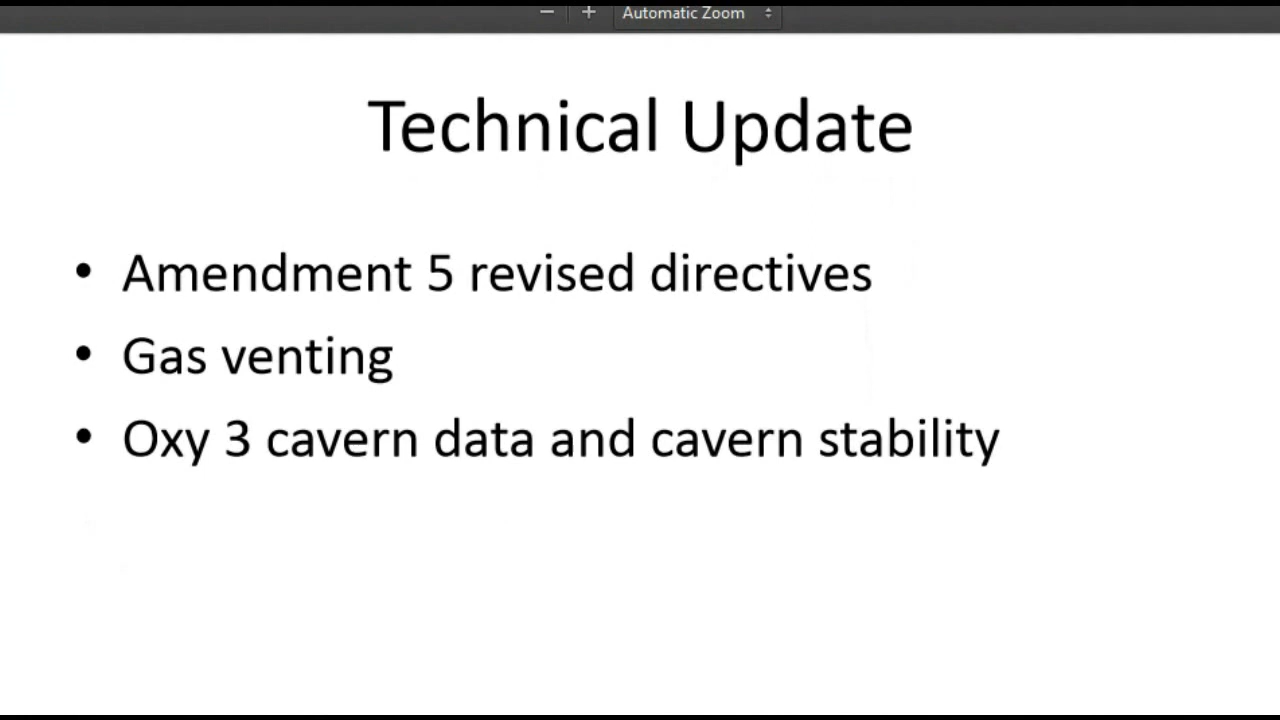 − + Automatic Zoom
Technical Update
• Amendment 5 revised directives
• Gas venting
• Oxy 3 cavern data and cavern stability